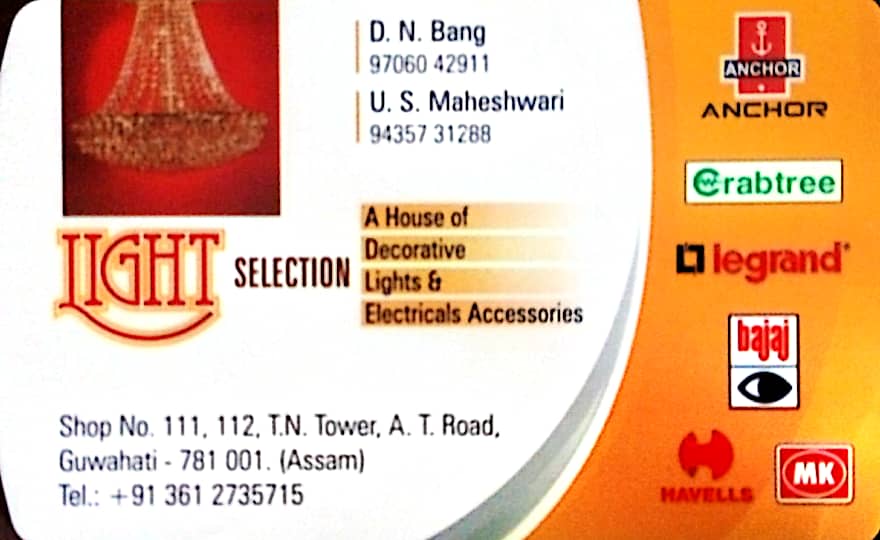 D. N. Bang
97060 42911
U. S. Maheshwari
94357 31288
LIGHT SELECTION
A House of
Decorative
Lights &
Electricals Accessories
Shop No. 111, 112, T.N. Tower, A. T. Road,
Guwahati - 781 001. (Assam)
Tel.: +91 361 2735715
ANCHOR
ANCHOR
Crabtree
legrand
bajaj
HAVELLS
MK